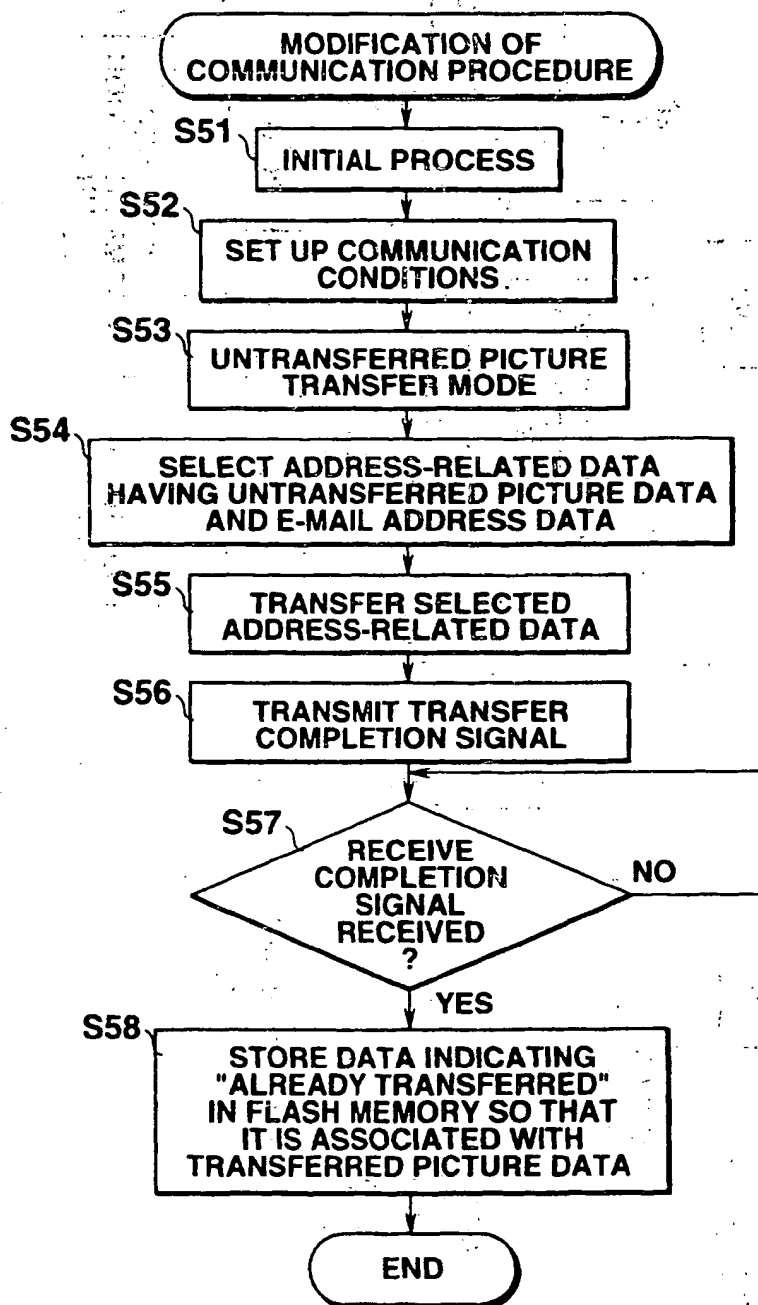 MODIFICATION OF
COMMUNICATION PROCEDURE
S51
INITIAL PROCESS
S52
SET UP COMMUNICATION
CONDITIONS
S53
UNTRANSFERRED PICTURE
TRANSFER MODE
S54
SELECT ADDRESS-RELATED DATA
HAVING UNTRANSFERRED PICTURE DATA
AND E-MAIL ADDRESS DATA
S55
TRANSFER SELECTED
ADDRESS-RELATED DATA
S56
TRANSMIT TRANSFER
COMPLETION SIGNAL
S57
RECEIVE
COMPLETION
SIGNAL
RECEIVED
?
NO
YES
S58
STORE DATA INDICATING
"ALREADY TRANSFERRED"
IN FLASH MEMORY SO THAT
IT IS ASSOCIATED WITH
TRANSFERRED PICTURE DATA
END